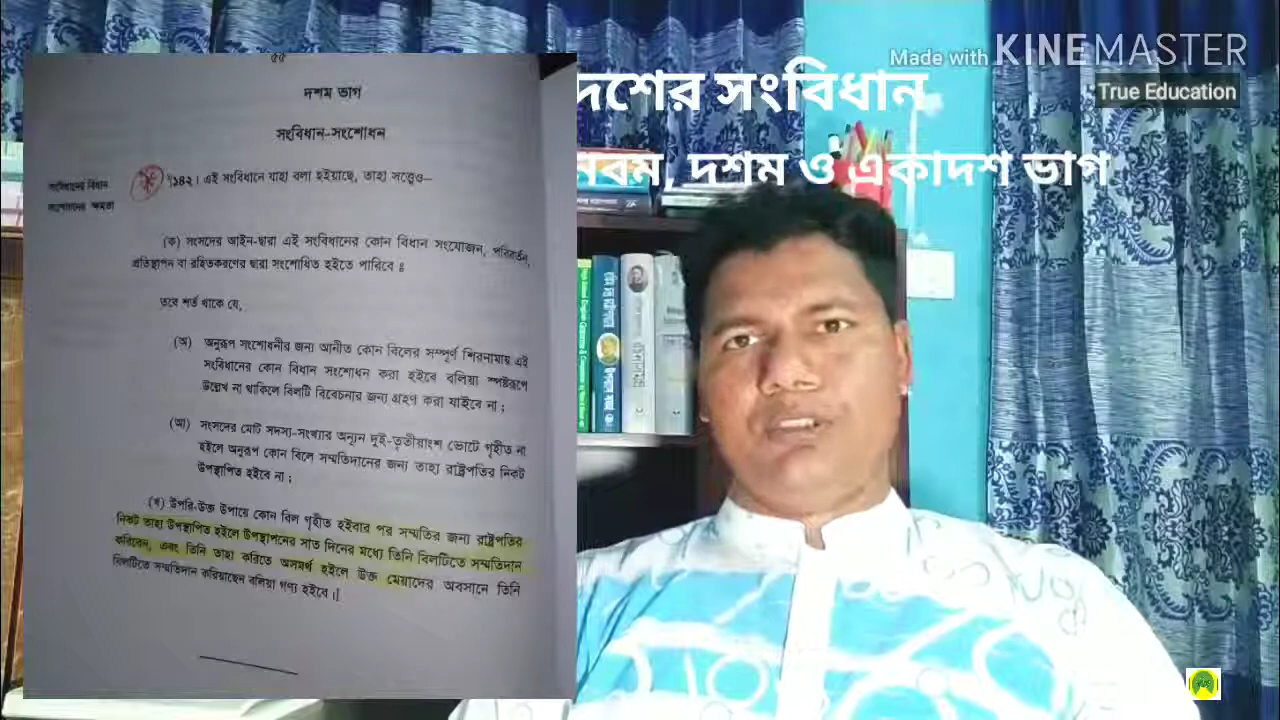 Made with KINEMASTER
True Education
দেশের সংবিধান
নবম, দশম ও একাদশ ভাগ
৫৫
দশম ভাগ
সংবিধান-সংশোধন
সংবিধানের বিধান
সংশোধনের ক্ষমতা
১৪২। এই সংবিধানে যাহা বলা হইয়াছে, তাহা সত্ত্বেও—
(ক) সংসদের আইন-দ্বারা এই সংবিধানের কোন বিধান সংযোজন, পরিবর্তন,
প্রতিস্থাপন বা রহিতকরণের দ্বারা সংশোধিত হইতে পারিবে ঃ
তবে শর্ত থাকে যে,
(অ) অনুরূপ সংশোধনীর জন্য আনীত কোন বিলের সম্পূর্ণ শিরনামায় এই
সংবিধানের কোন বিধান সংশোধন করা হইবে বলিয়া স্পষ্টরূপে
উল্লেখ না থাকিলে বিলটি বিবেচনার জন্য গ্রহণ করা যাইবে না ;
(আ) সংসদের মোট সদস্য-সংখ্যার অন্যূন দুই-তৃতীয়াংশ ভোটে গৃহীত না
হইলে অনুরূপ কোন বিলে সম্মতিদানের জন্য তাহা রাষ্ট্রপতির নিকট
উপস্থাপিত হইবে না ;
(খ) উপরি-উক্ত উপায়ে কোন বিল গৃহীত হইবার পর সম্মতির জন্য রাষ্ট্রপতির
নিকট তাহা উপস্থাপিত হইলে উপস্থাপনের সাত দিনের মধ্যে তিনি বিলটিতে সম্মতিদান
করিবেন, এবং তিনি তাহা করিতে অসমর্থ হইলে উক্ত মেয়াদের অবসানে তিনি
বিলটিতে সম্মতিদান করিয়াছেন বলিয়া গণ্য হইবে।]